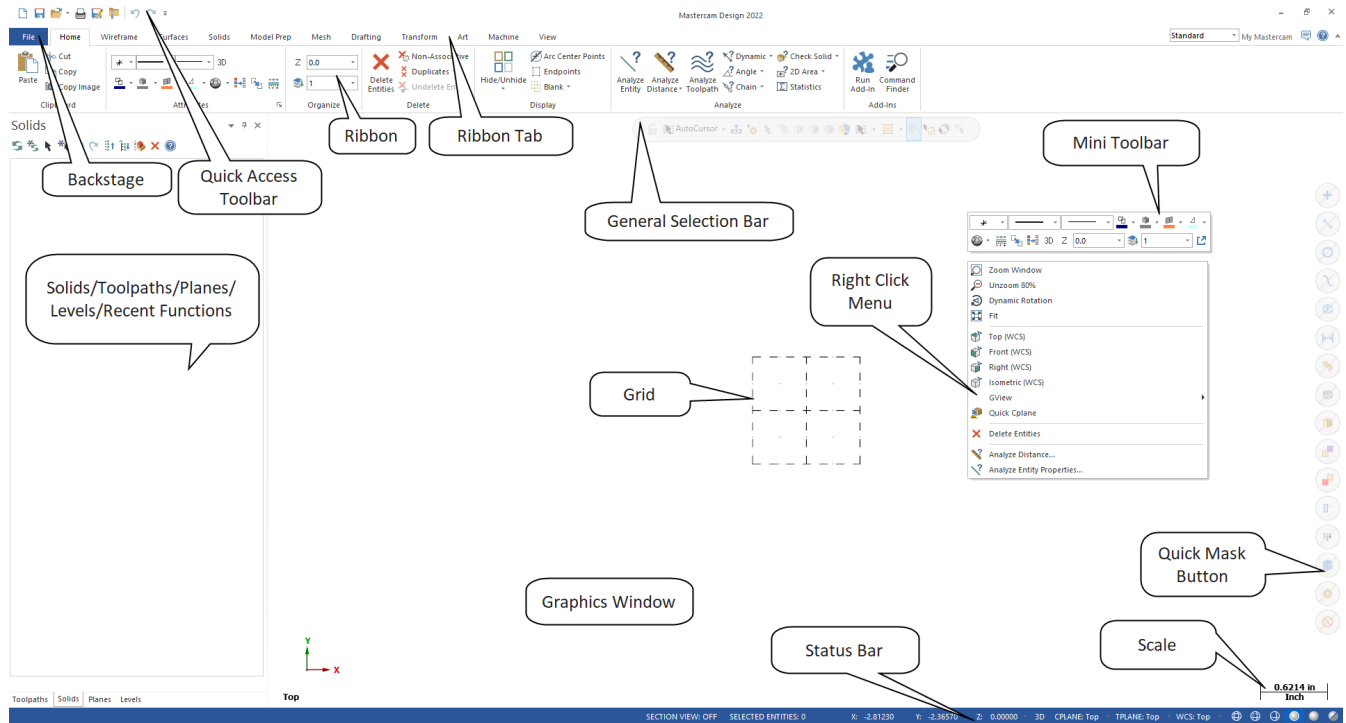 Mastercam Design 2022
File Home Wireframe Surfaces Solids Model Prep Mesh Drafting Transform Art Machine View
Standard My Mastercam
Paste
Cut
Copy
Copy Image
Clipboard
3D
Attributes
Z 0.0
1
Organize
Delete
Entities
Non-Associative
Duplicates
Undelete En
Delete
Hide/Unhide
Arc Center Points
Endpoints
Blank
Display
Analyze
Entity
Analyze
Distance
Analyze
Toolpath
Dynamic
Angle
Chain
Check Solid
2D Area
Statistics
Analyze
Run
Add-In
Command
Finder
Add-Ins
Solids
AutoCursor
Backstage
Quick Access
Toolbar
Ribbon
Ribbon Tab
General Selection Bar
Mini Toolbar
3D Z 0.0 1
Solids/Toolpaths/Planes/
Levels/Recent Functions
Right Click
Menu
Zoom Window
Unzoom 80%
Dynamic Rotation
Fit
Top (WCS)
Front (WCS)
Right (WCS)
Isometric (WCS)
GView
Quick Cplane
Delete Entities
Analyze Distance...
Analyze Entity Properties...
Grid
Quick Mask
Button
Graphics Window
Status Bar
Scale
Y
X
Top
0.6214 in
Inch
Toolpaths Solids Planes Levels
SECTION VIEW: OFF SELECTED ENTITIES: 0 X: -2.81230 Y: -2.36570 Z: 0.00000 3D CPLANE: Top TPLANE: Top WCS: Top